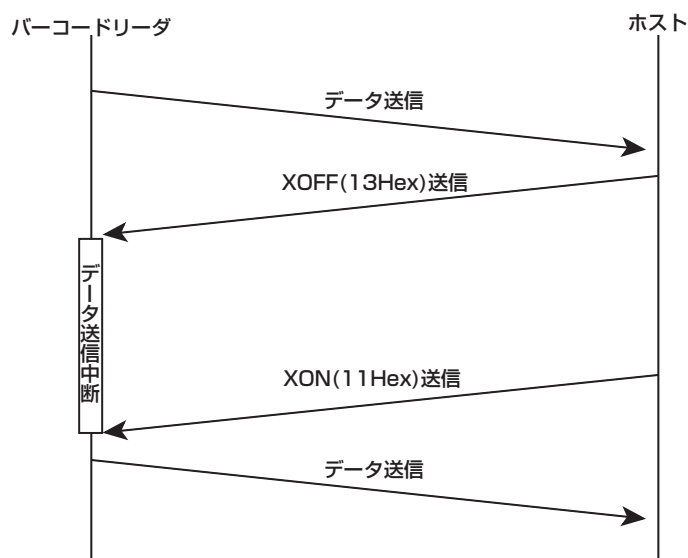 バーコードリーダ
ホスト
データ送信
XOFF(13Hex)送信
データ送信中断
XON(11Hex)送信
データ送信